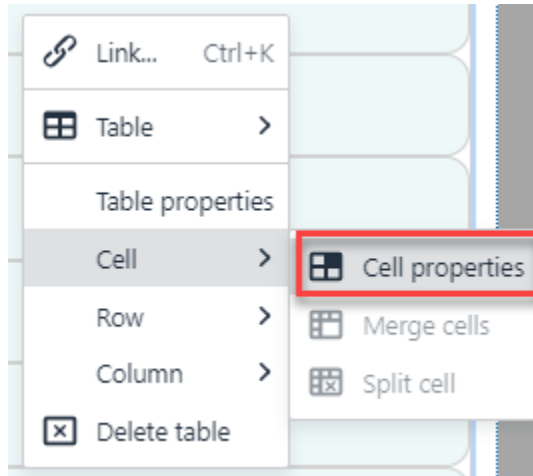 Link... Ctrl+K
Table
Table properties
Cell
Cell properties
Row
Merge cells
Column
Split cell
Delete table